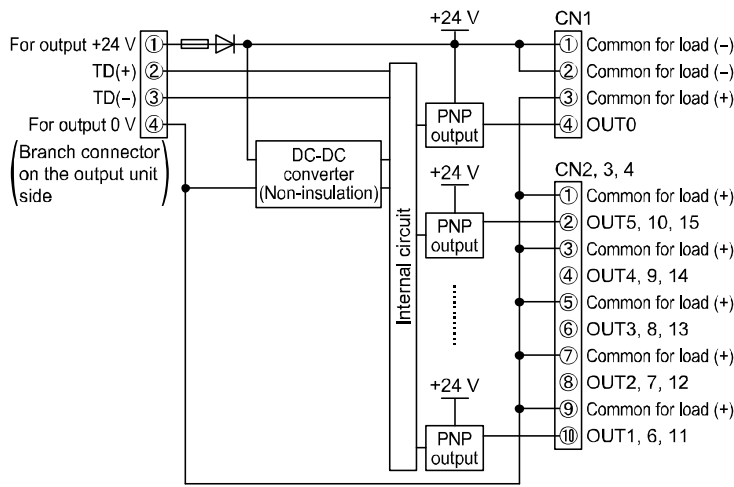 +24 V
CN1
For output +24 V ①
① Common for load (−)
TD(+) ②
② Common for load (−)
TD(−) ③
③ Common for load (+)
For output 0 V ④
④ OUT0
PNP
output
(Branch connector
on the output unit
side)
DC-DC
converter
(Non-insulation)
Internal circuit
CN2, 3, 4
+24 V
① Common for load (+)
PNP
output
② OUT5, 10, 15
③ Common for load (+)
④ OUT4, 9, 14
⑤ Common for load (+)
⑥ OUT3, 8, 13
⑦ Common for load (+)
⑧ OUT2, 7, 12
+24 V
⑨ Common for load (+)
PNP
output
⑩ OUT1, 6, 11